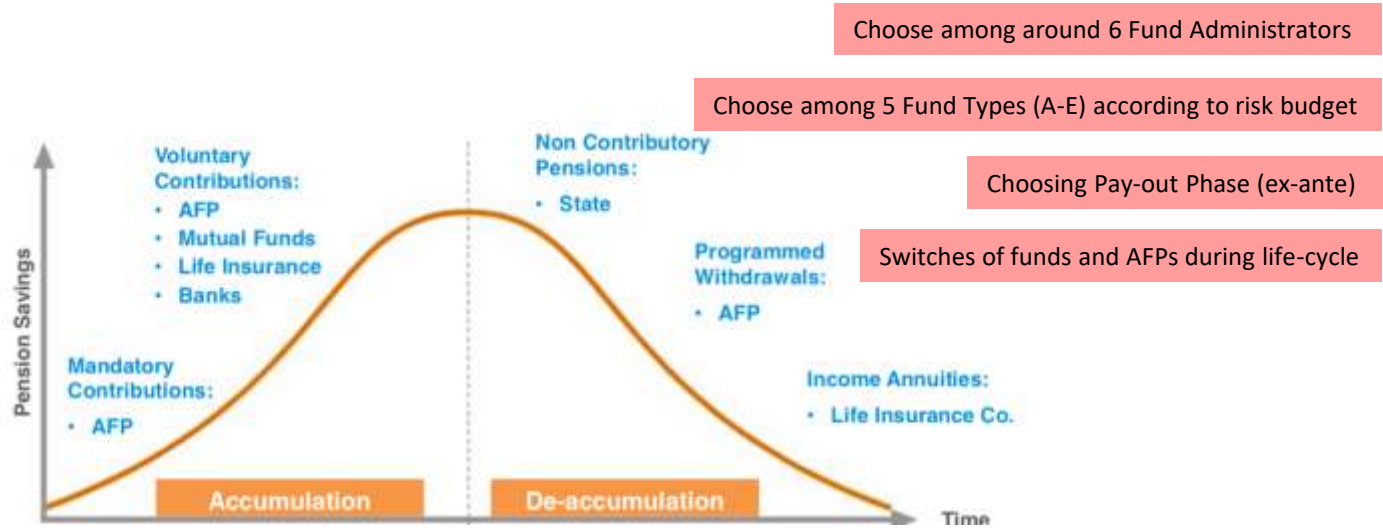 Choose among around 6 Fund Administrators
Choose among 5 Fund Types (A-E) according to risk budget
Choosing Pay-out Phase (ex-ante)
Switches of funds and AFPs during life-cycle
Pension Savings
Voluntary
Contributions:
• AFP
• Mutual Funds
• Life Insurance
• Banks
Mandatory
Contributions:
• AFP
Non Contributory
Pensions:
• State
Programmed
Withdrawals:
• AFP
Income Annuities:
• Life Insurance Co.
Accumulation
De-accumulation
Time